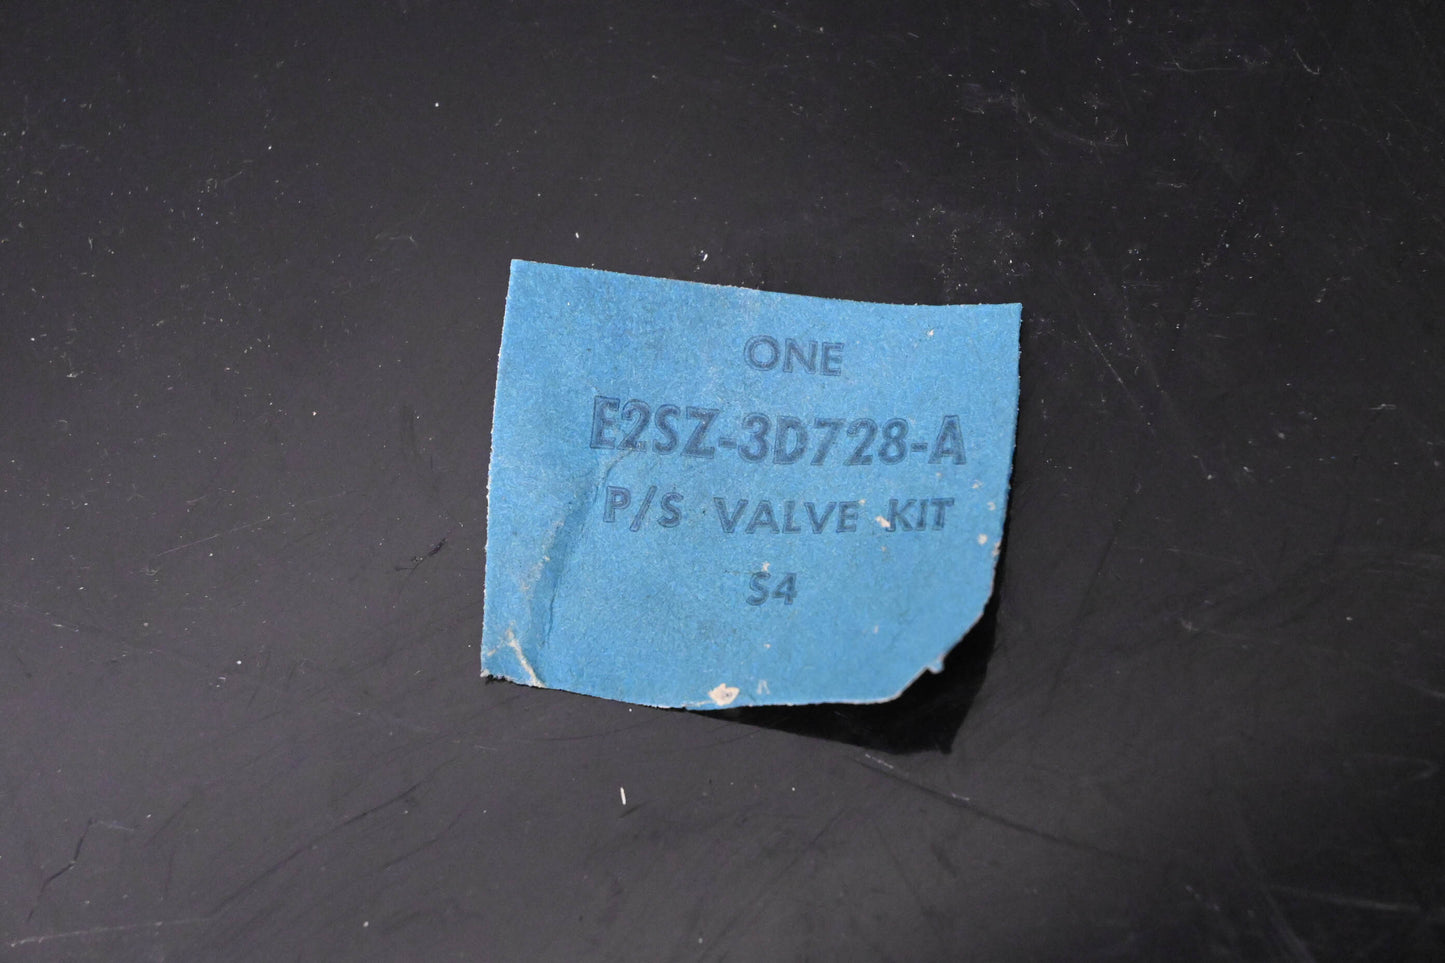 ONE
E2SZ-3D728-A
P/S VALVE KIT
S4